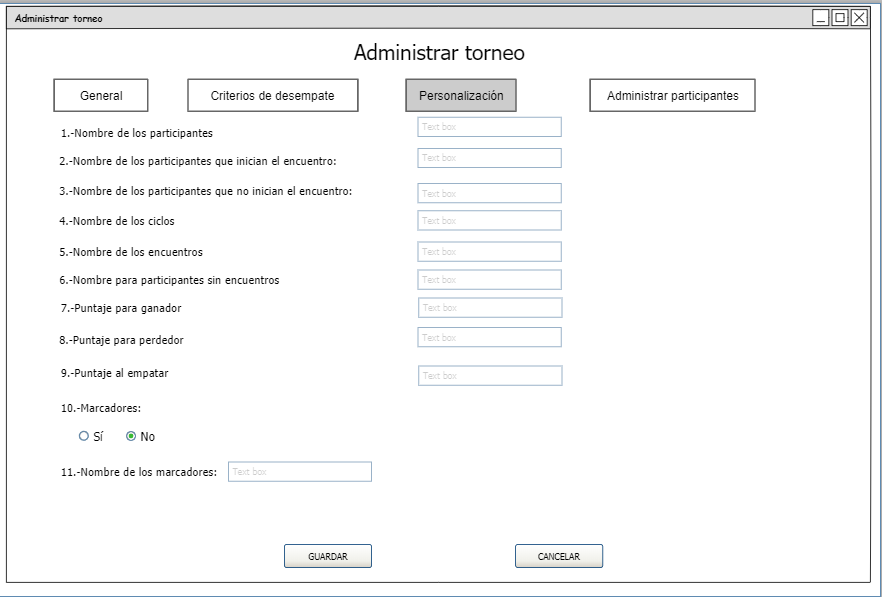 Administrar torneo
Administrar torneo
General Criterios de desempate Personalización Administrar participantes
1.-Nombre de los participantes Text box
2.-Nombre de los participantes que inician el encuentro: Text box
3.-Nombre de los participantes que no inician el encuentro: Text box
4.-Nombre de los ciclos Text box
5.-Nombre de los encuentros Text box
6.-Nombre para participantes sin encuentros Text box
7.-Puntaje para ganador Text box
8.-Puntaje para perdedor Text box
9.-Puntaje al empatar Text box
10.-Marcadores:
Sí No
11.-Nombre de los marcadores: Text box
GUARDAR CANCELAR